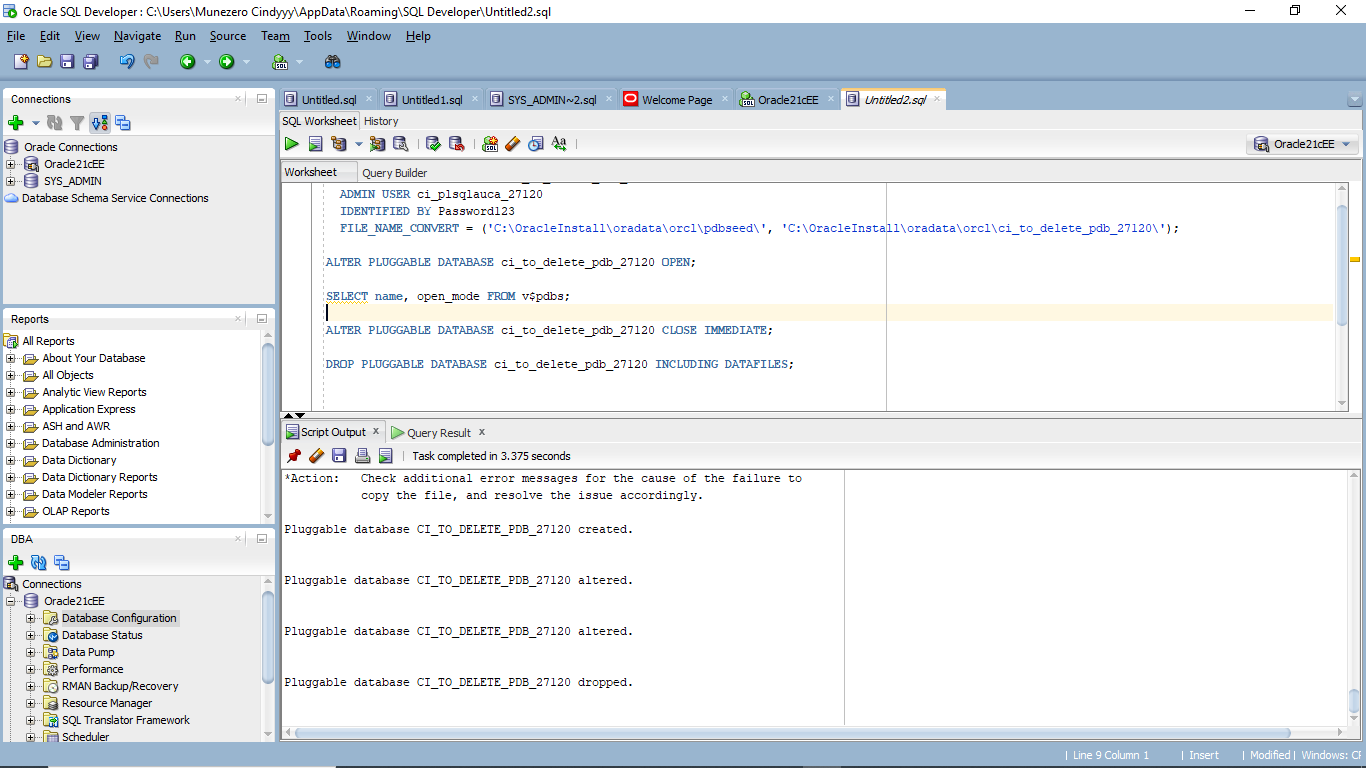 Oracle SQL Developer : C:\Users\Munezero Cindyyy\AppData\Roaming\SQL Developer\Untitled2.sql
File Edit View Navigate Run Source Team Tools Window Help
Connections
Oracle Connections
Oracle21cEE
SYS_ADMIN
Database Schema Service Connections
Reports
All Reports
About Your Database
All Objects
Analytic View Reports
Application Express
ASH and AWR
Database Administration
Data Dictionary
Data Dictionary Reports
Data Modeler Reports
OLAP Reports
DBA
Connections
Oracle21cEE
Database Configuration
Database Status
Data Pump
Performance
RMAN Backup/Recovery
Resource Manager
SQL Translator Framework
Scheduler
Untitled.sql Untitled1.sql SYS_ADMIN~2.sql Welcome Page Oracle21cEE Untitled2.sql
SQL Worksheet History
Oracle21cEE
Worksheet Query Builder
ADMIN USER ci_plsqlauca_27120
IDENTIFIED BY Password123
FILE_NAME_CONVERT = ('C:\OracleInstall\oradata\orcl\pdbseed\', 'C:\OracleInstall\oradata\orcl\ci_to_delete_pdb_27120\');
ALTER PLUGGABLE DATABASE ci_to_delete_pdb_27120 OPEN;
SELECT name, open_mode FROM v$pdbs;
ALTER PLUGGABLE DATABASE ci_to_delete_pdb_27120 CLOSE IMMEDIATE;
DROP PLUGGABLE DATABASE ci_to_delete_pdb_27120 INCLUDING DATAFILES;
Script Output Query Result
Task completed in 3.375 seconds
*Action: Check additional error messages for the cause of the failure to
copy the file, and resolve the issue accordingly.
Pluggable database CI_TO_DELETE_PDB_27120 created.
Pluggable database CI_TO_DELETE_PDB_27120 altered.
Pluggable database CI_TO_DELETE_PDB_27120 altered.
Pluggable database CI_TO_DELETE_PDB_27120 dropped.
Line 9 Column 1 Insert Modified Windows: CF